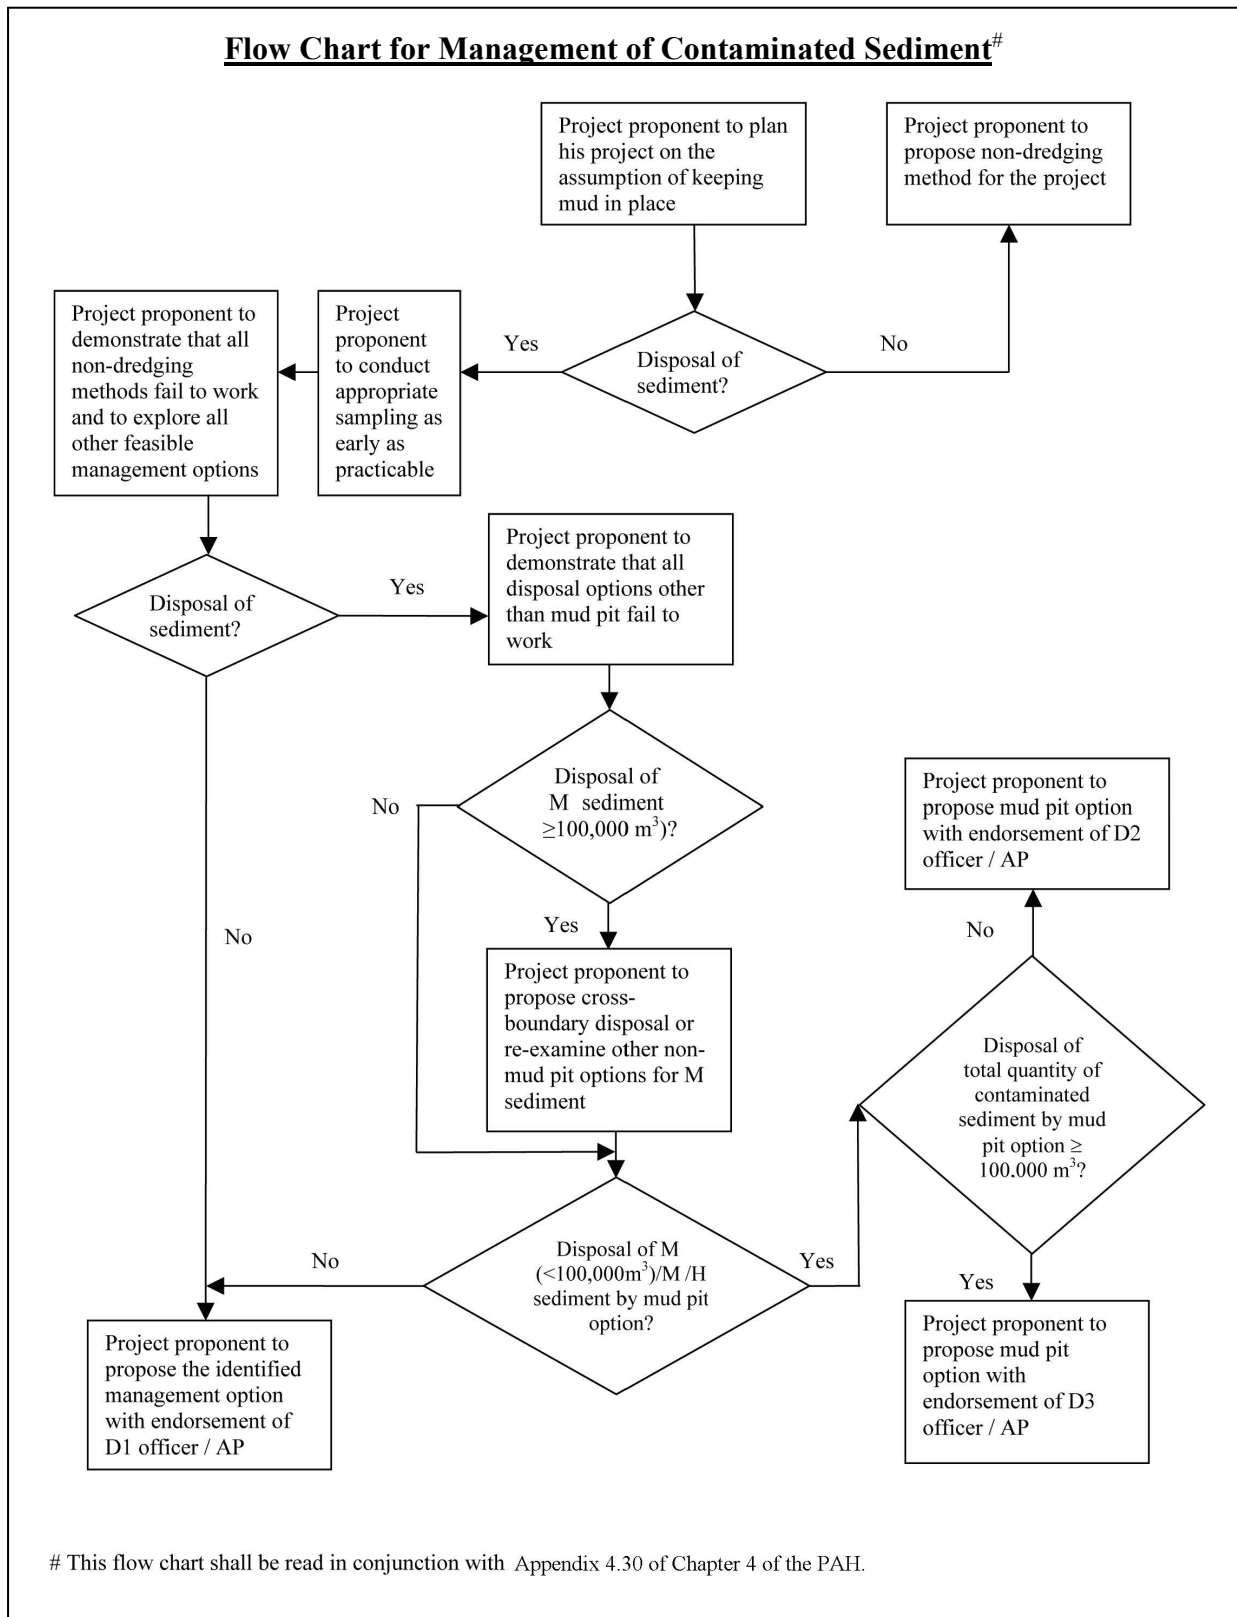 Flow Chart for Management of Contaminated Sediment#
Project proponent to plan
his project on the
assumption of keeping
mud in place
Project proponent to
propose non-dredging
method for the project
Project proponent to
demonstrate that all
non-dredging
methods fail to work
and to explore all
other feasible
management options
Project
proponent
to conduct
appropriate
sampling as
early as
practicable
Yes
Disposal of
sediment?
No
Disposal of
sediment?
Yes
Project proponent to
demonstrate that all
disposal options other
than mud pit fail to
work
No
Disposal of
M sediment
≥100,000 m³)?
Yes
No
Project proponent to
propose cross-
boundary disposal or
re-examine other non-
mud pit options for M
sediment
Project proponent to
propose mud pit option
with endorsement of D2
officer / AP
No
Disposal of
total quantity of
contaminated
sediment by mud
pit option ≥
100.000 m³?
Yes
No
Disposal of M
(<100,000m³)/M /H
sediment by mud pit
option?
Yes
Project proponent to
propose the identified
management option
with endorsement of
D1 officer / AP
Project proponent to
propose mud pit
option with
endorsement of D3
officer / AP
# This flow chart shall be read in conjunction with Appendix 4.30 of Chapter 4 of the PAH.